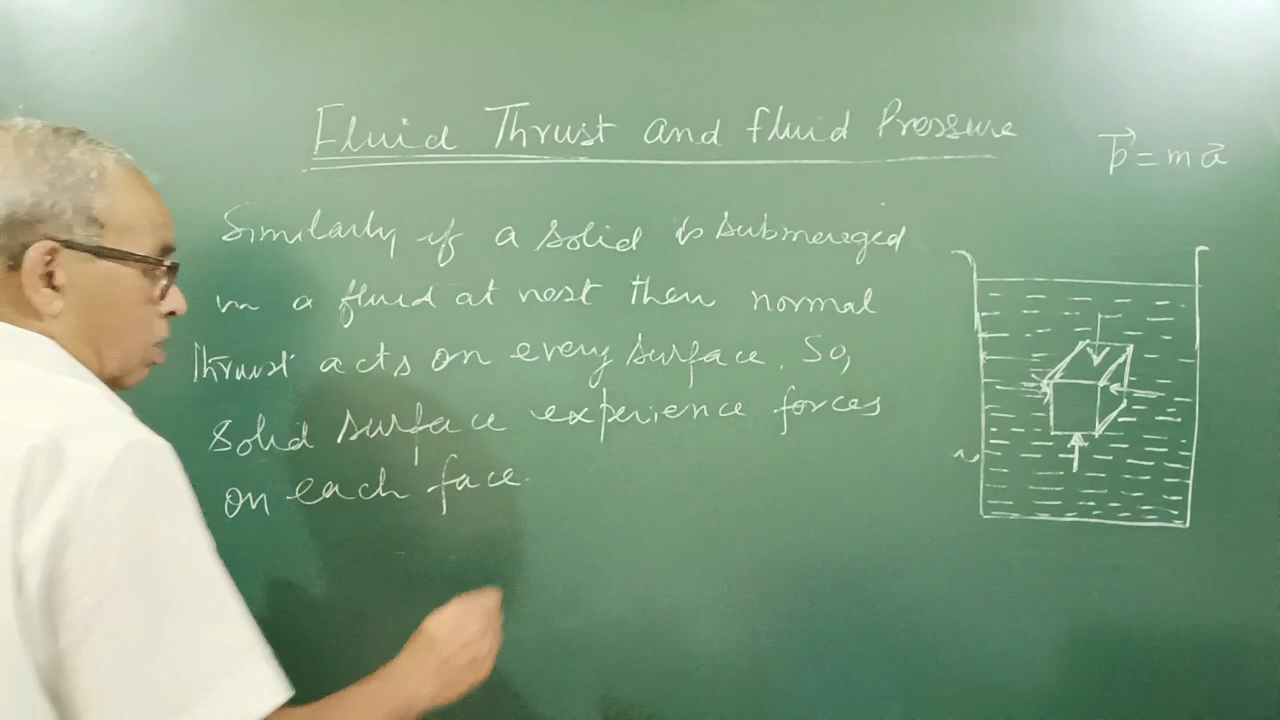 Fluid Thrust and fluid Pressure
p⃗ = m a⃗
Similarly if a solid is submerged
in a fluid at rest then normal
thrust acts on every surface. So,
solid surface experience forces
on each face.